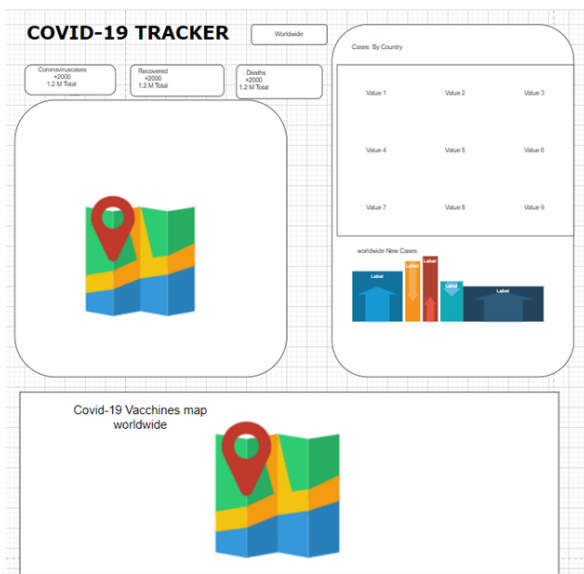 COVID-19 TRACKER
Worldwide
Coronaviruscases
+2000
1.2 M Total
Recovered
+2000
1.2 M Total
Deaths
+2000
1.2 M Total
Cases By Country
Value 1 Value 2 Value 3
Value 4 Value 5 Value 6
Value 7 Value 8 Value 9
worldwide New Cases
Label
Label
Label
Label
Label
Covid-19 Vacchines map
worldwide